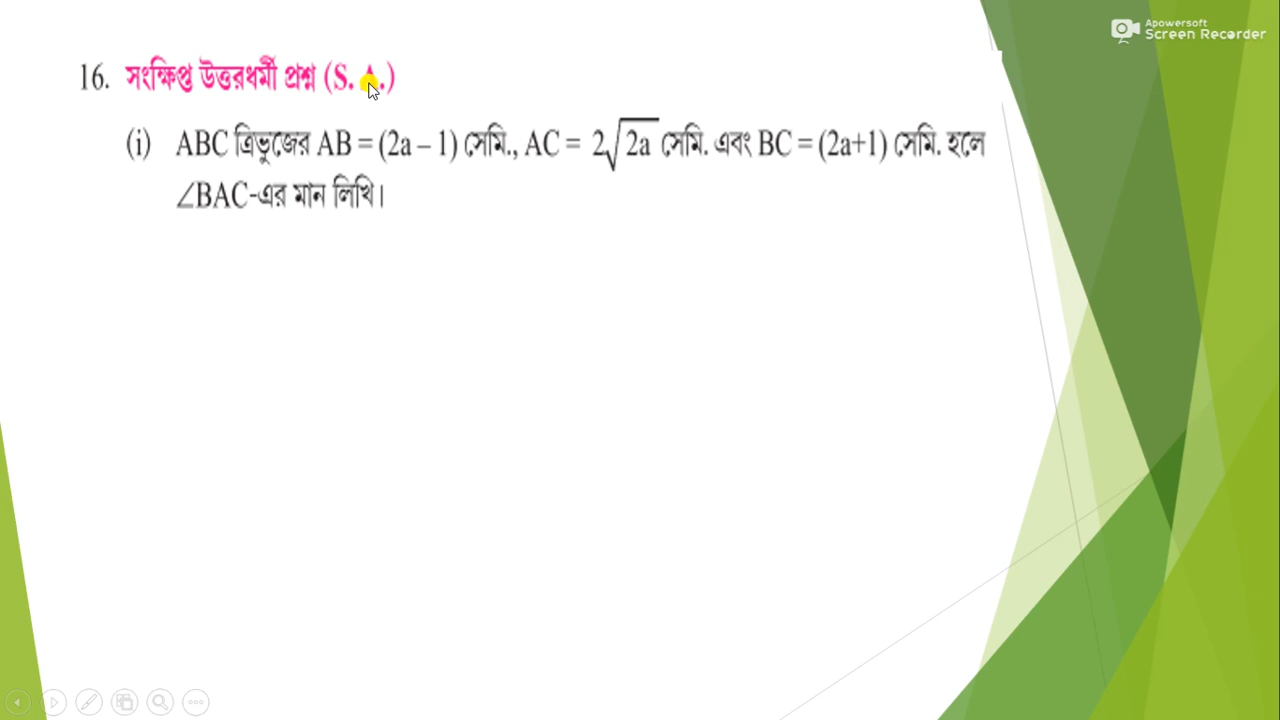 Apowersoft
Screen Recorder
16. সংক্ষিপ্ত উত্তরধর্মী প্রশ্ন (S. A.)
(i) ABC ত্রিভুজের AB = (2a – 1) সেমি., AC = 2√2a সেমি. এবং BC = (2a+1) সেমি. হলে
∠BAC-এর মান লিখি।